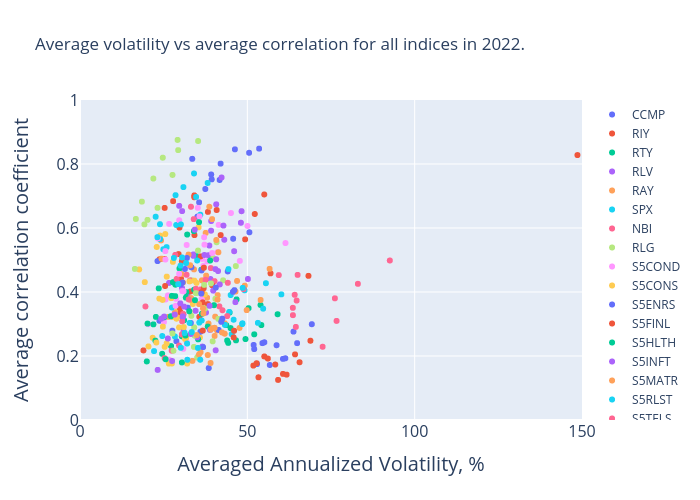 Average volatility vs average correlation for all indices in 2022.
Average correlation coefficient
1
0.8
0.6
0.4
0.2
0
0
50
100
150
Averaged Annualized Volatility, %
CCMP
RIY
RTY
RLV
RAY
SPX
NBI
RLG
S5COND
S5CONS
S5ENRS
S5FINL
S5HLTH
S5INFT
S5MATR
S5RLST
S5TELS